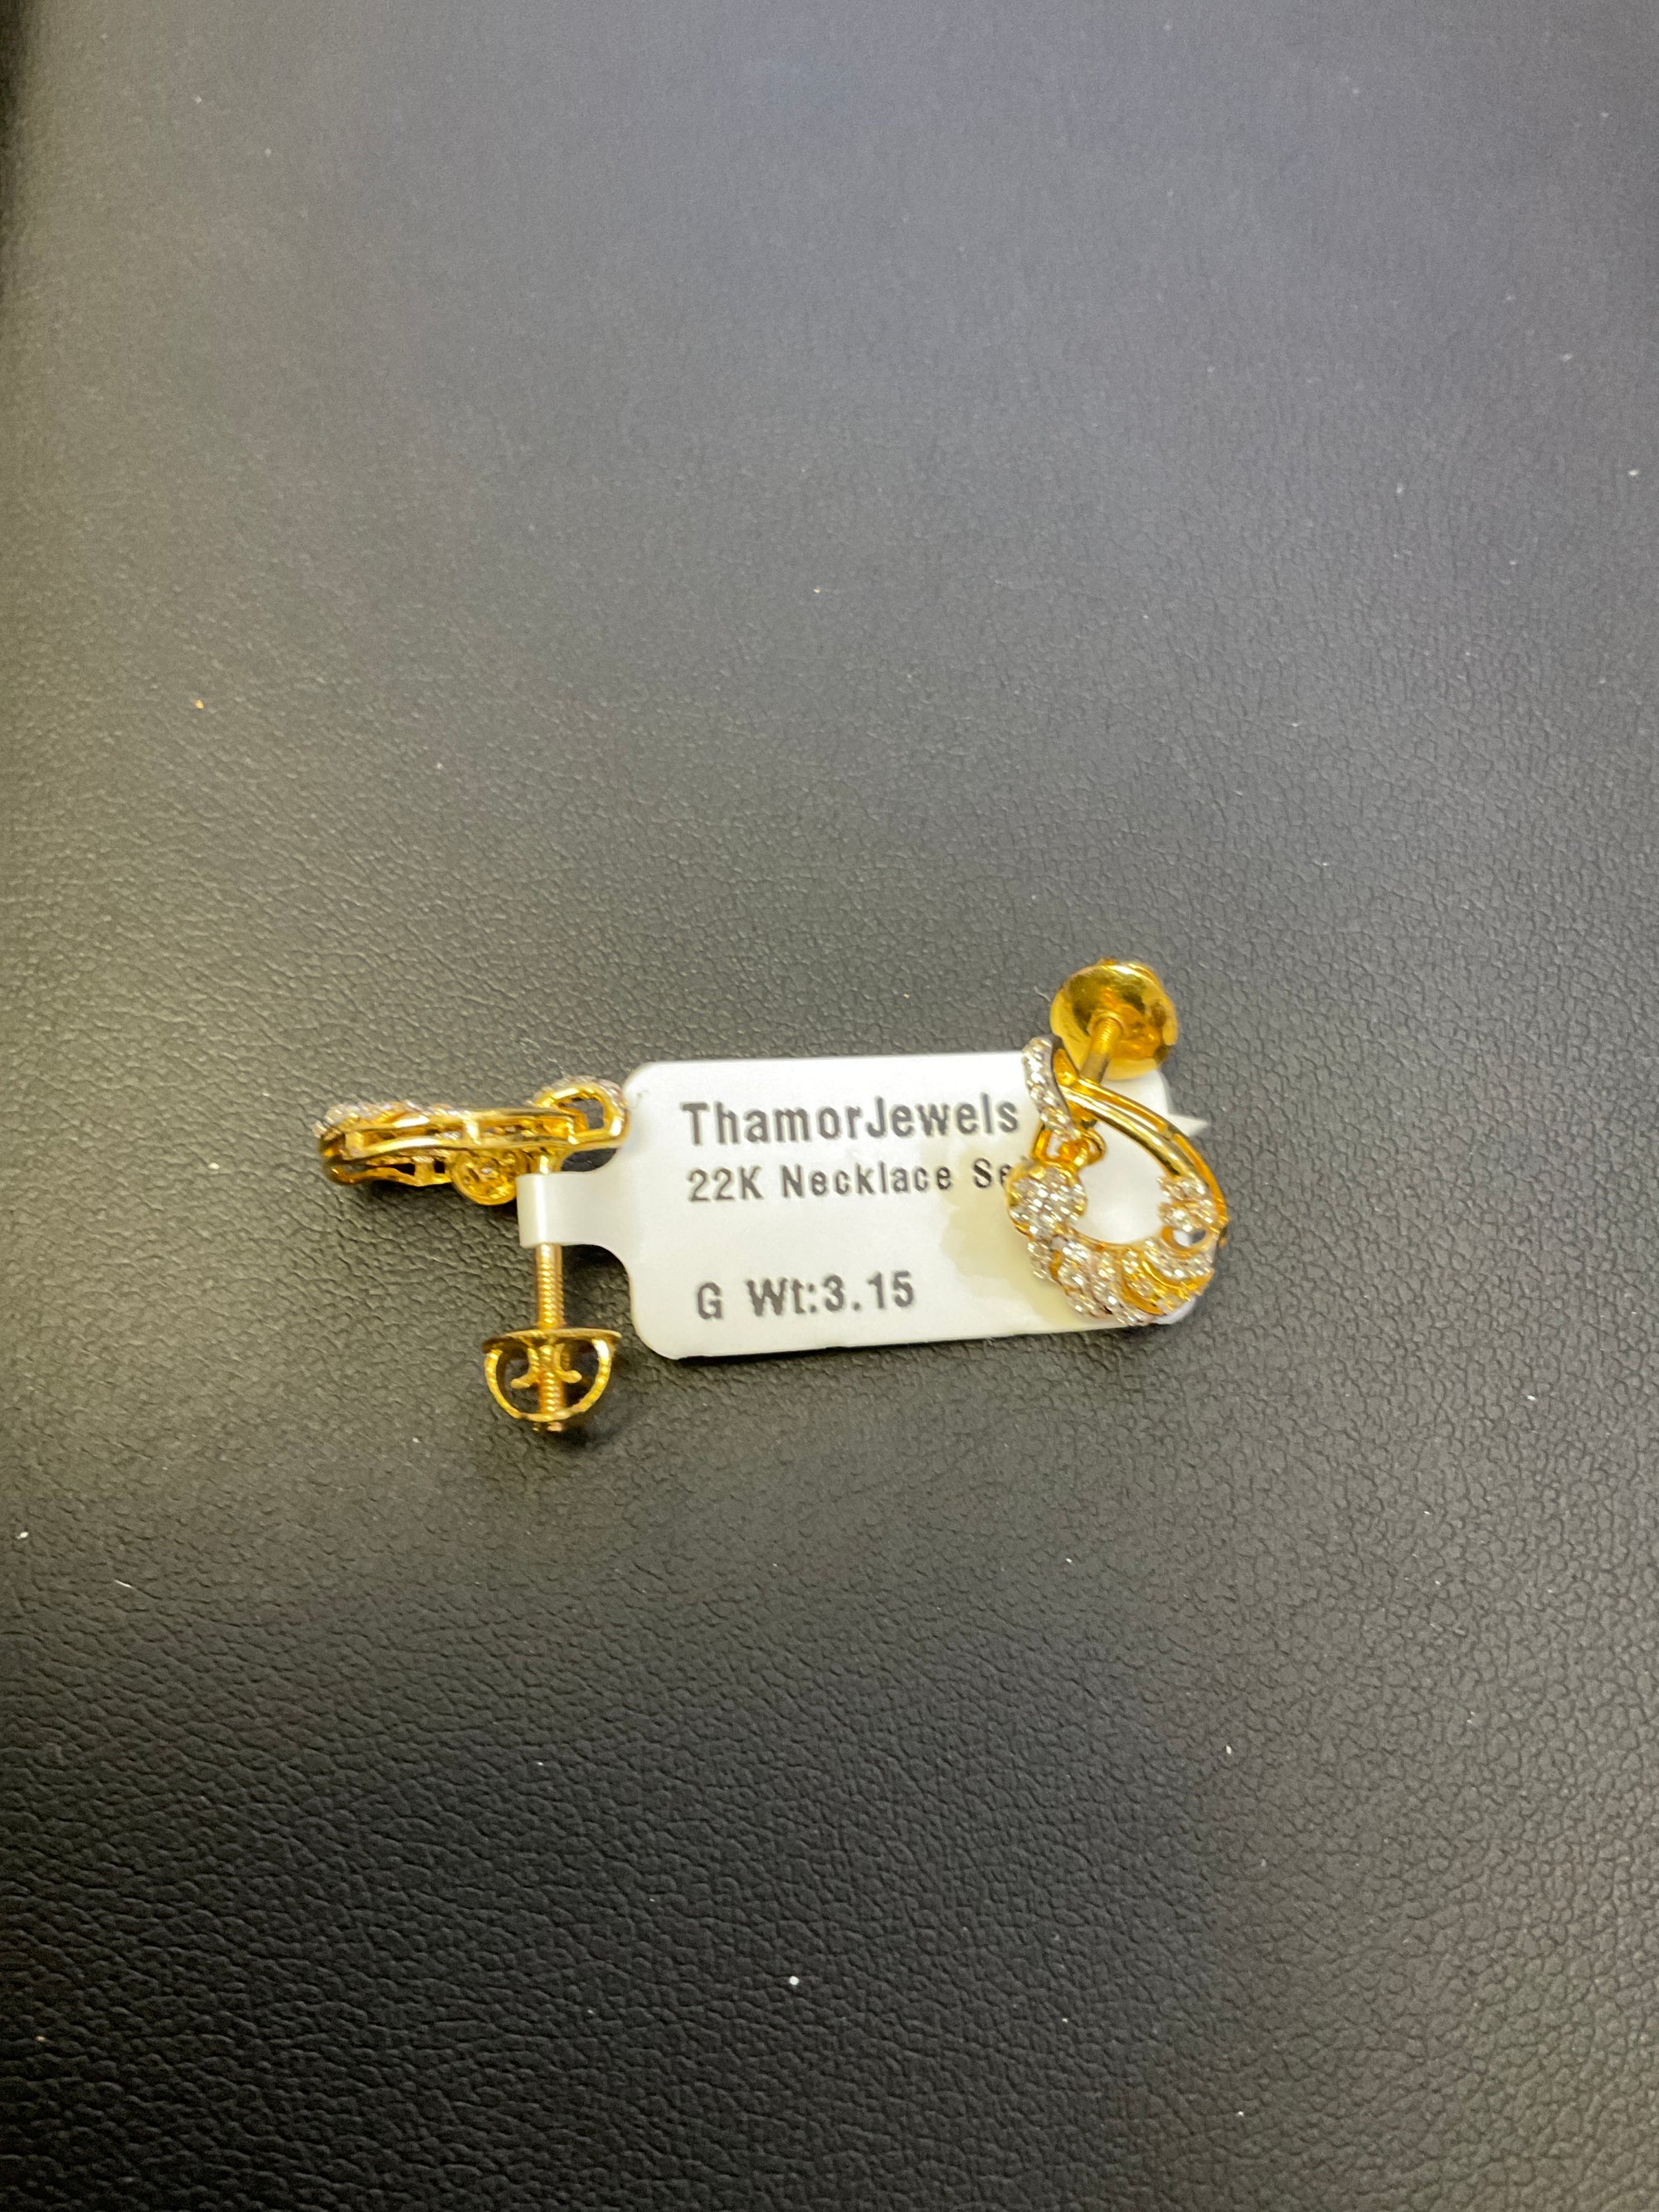 ThamorJewels
22K Necklace Se
G Wt:3.15